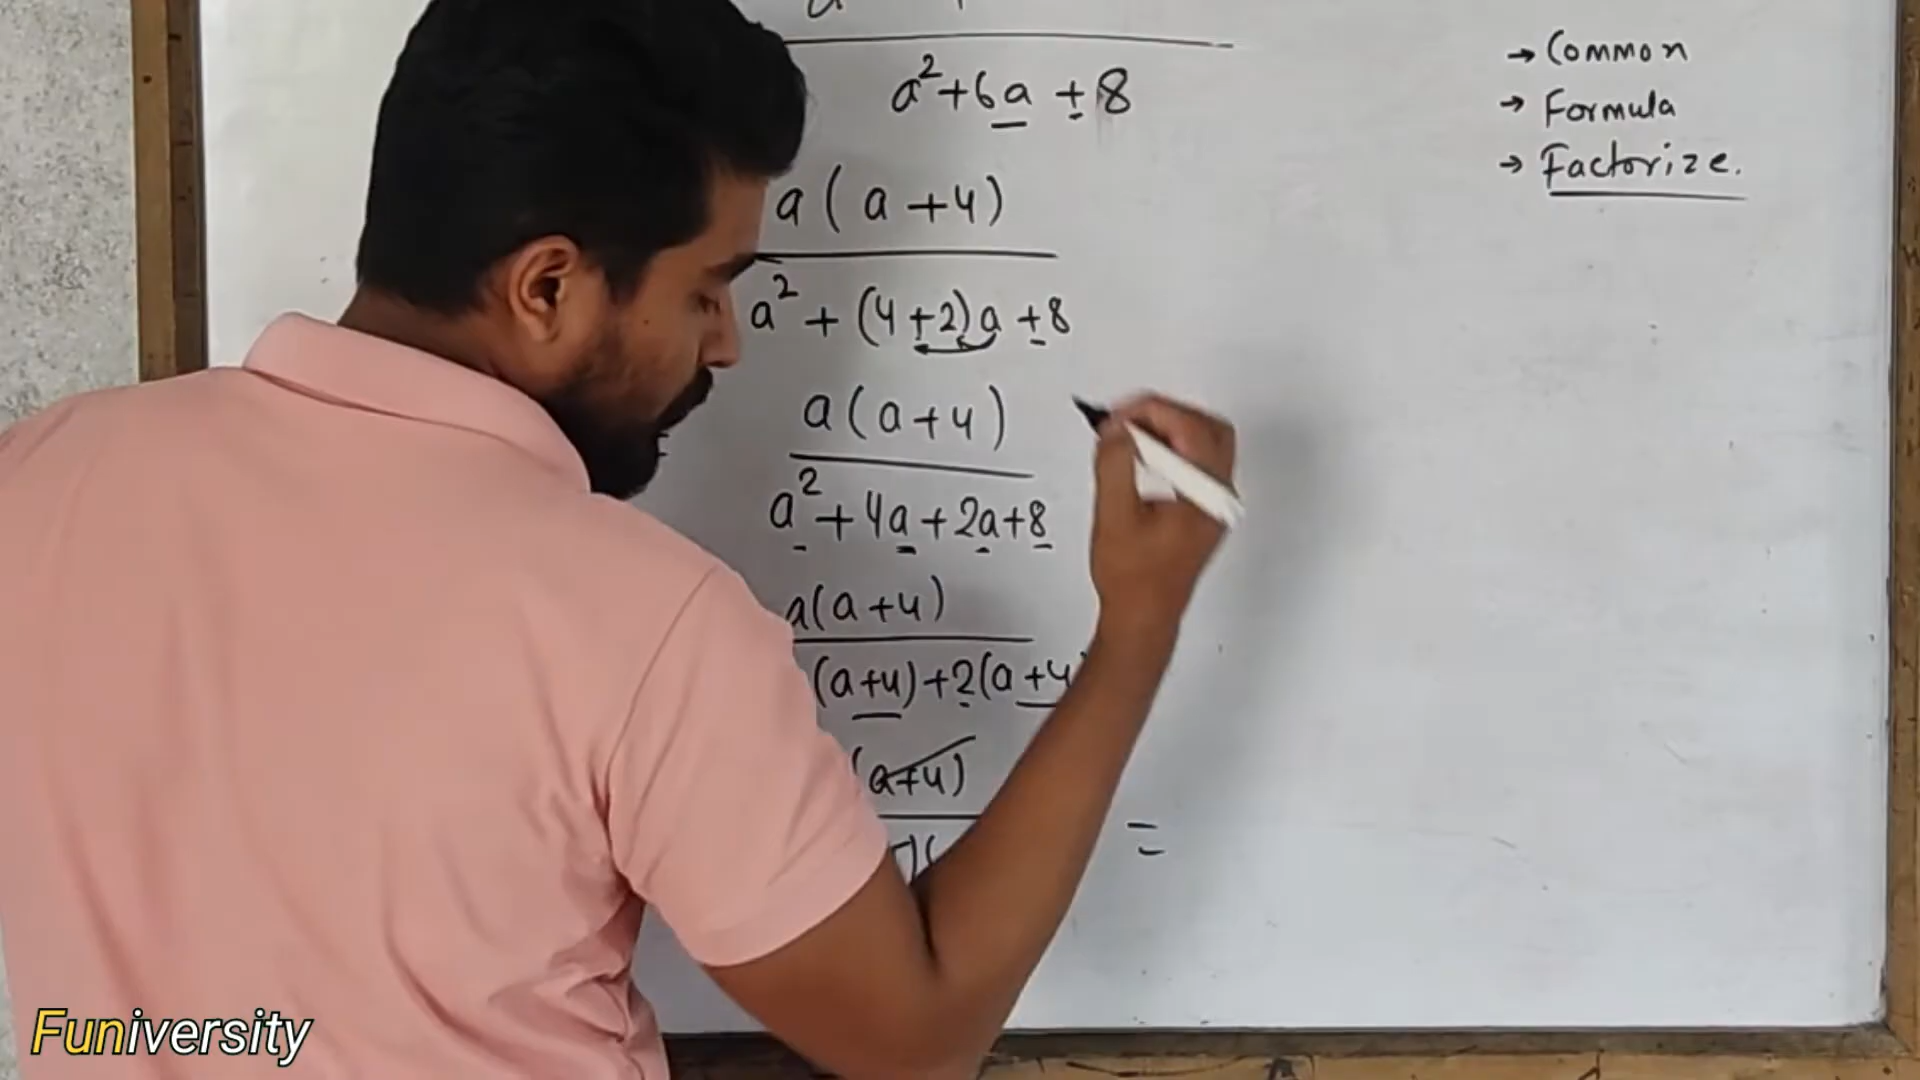 a² + 6a + 8
a ( a + 4 )
a² + (4 + 2) a + 8
a ( a + 4 )
a² + 4a + 2a + 8
a(a + 4)
(a + 4) + 2 (a + 4
(a + 4)
=
→ Common
→ Formula
→ Factorize.
Funiversity